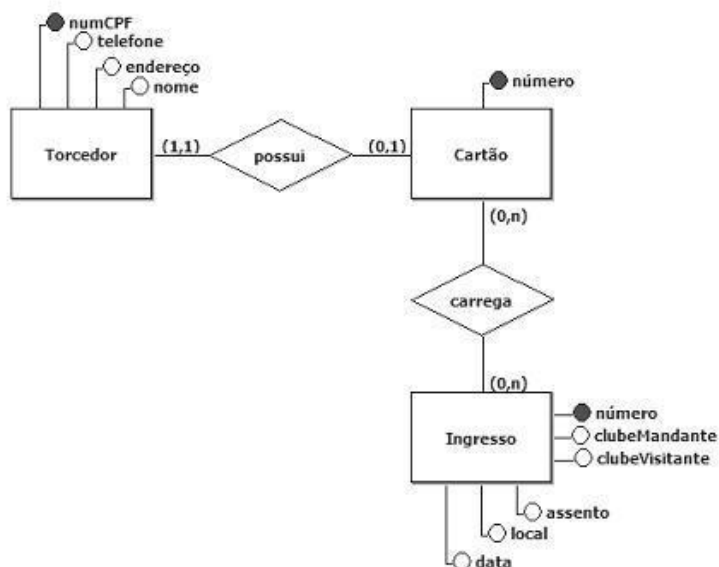 numCPF
telefone
endereço
nome
número
Torcedor
(1,1)
possui
(0,1)
Cartão
(0,n)
carrega
(0,n)
Ingresso
número
clubeMandante
clubeVisitante
assento
local
data